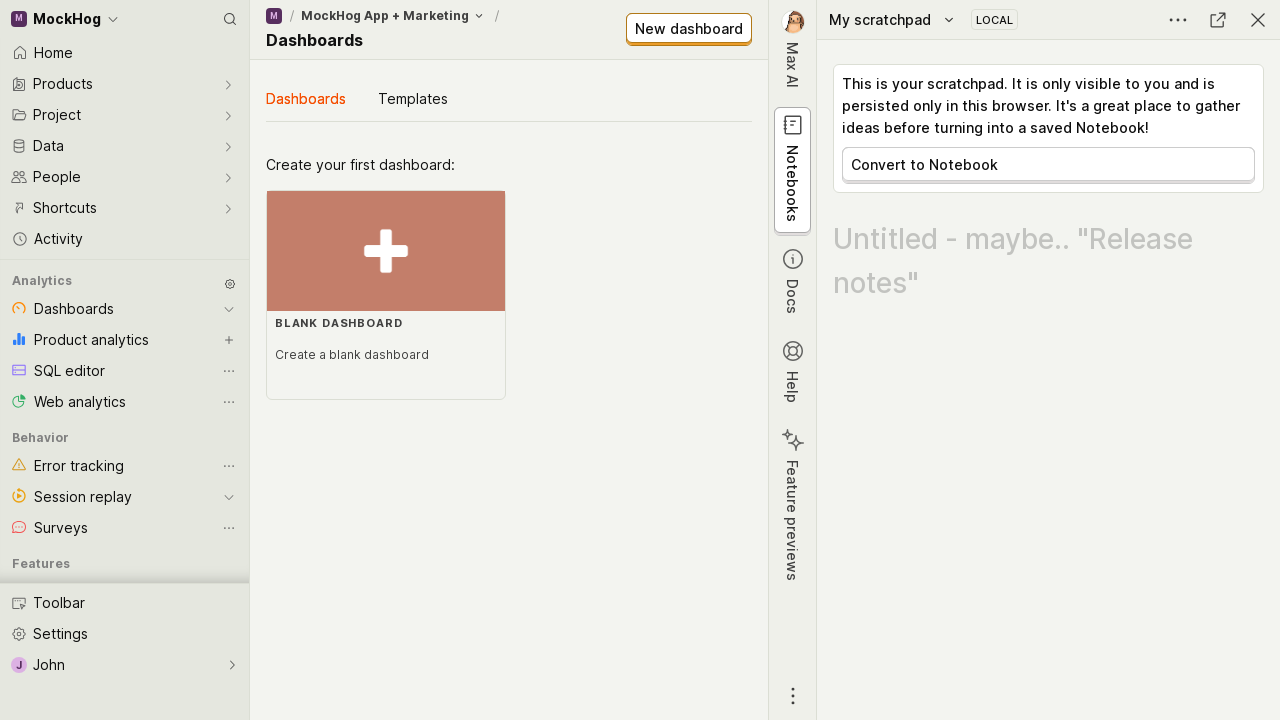 M MockHog
Home
Products
Project
Data
People
Shortcuts
Activity
Analytics
Dashboards
Product analytics
SQL editor
Web analytics
Behavior
Error tracking
Session replay
Surveys
Features
Toolbar
Settings
J John
M / MockHog App + Marketing /
Dashboards
New dashboard
Dashboards Templates
Create your first dashboard:
BLANK DASHBOARD
Create a blank dashboard
Max AI
Notebooks
Docs
Help
Feature previews
My scratchpad LOCAL
This is your scratchpad. It is only visible to you and is
persisted only in this browser. It's a great place to gather
ideas before turning into a saved Notebook!
Convert to Notebook
Untitled - maybe.. "Release
notes"